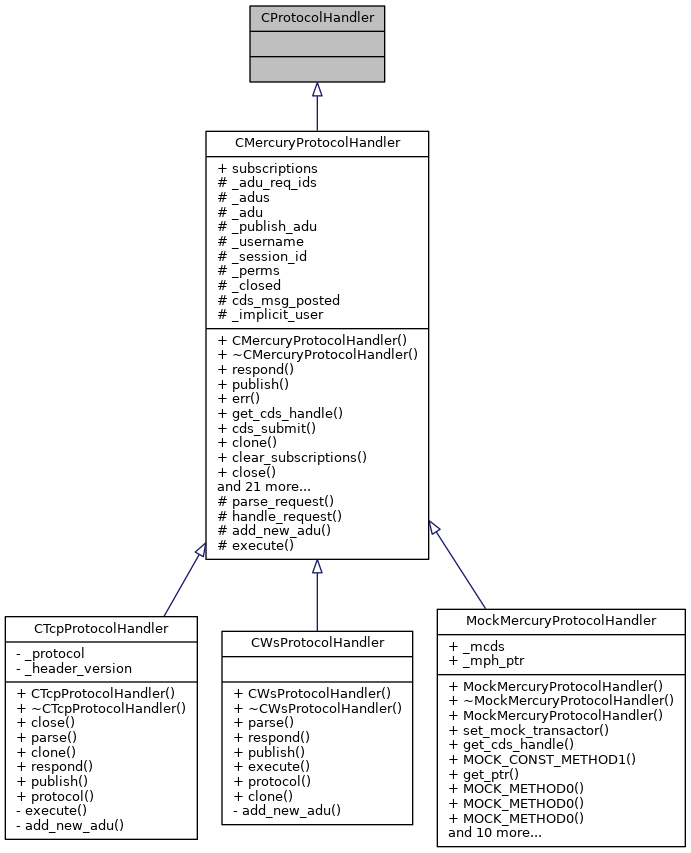 CProtocolHandler
CMercuryProtocolHandler
+ subscriptions
# _adu_req_ids
# _adus
# _adu
# _publish_adu
# _username
# _session_id
# _perms
# _closed
# cds_msg_posted
# _implicit_user
+ CMercuryProtocolHandler()
+ ~CMercuryProtocolHandler()
+ respond()
+ publish()
+ err()
+ get_cds_handle()
+ cds_submit()
+ clone()
+ clear_subscriptions()
+ close()
and 21 more...
# parse_request()
# handle_request()
# add_new_adu()
# execute()
CTcpProtocolHandler
- _protocol
- _header_version
+ CTcpProtocolHandler()
+ ~CTcpProtocolHandler()
+ close()
+ parse()
+ clone()
+ respond()
+ publish()
+ protocol()
- execute()
- add_new_adu()
CWsProtocolHandler
+ CWsProtocolHandler()
+ ~CWsProtocolHandler()
+ parse()
+ respond()
+ publish()
+ execute()
+ protocol()
+ clone()
- add_new_adu()
MockMercuryProtocolHandler
+ _mcds
+ _mph_ptr
+ MockMercuryProtocolHandler()
+ ~MockMercuryProtocolHandler()
+ MockMercuryProtocolHandler()
+ set_mock_transactor()
+ get_cds_handle()
+ MOCK_CONST_METHOD1()
+ get_ptr()
+ MOCK_METHOD0()
+ MOCK_METHOD0()
+ MOCK_METHOD0()
and 10 more...